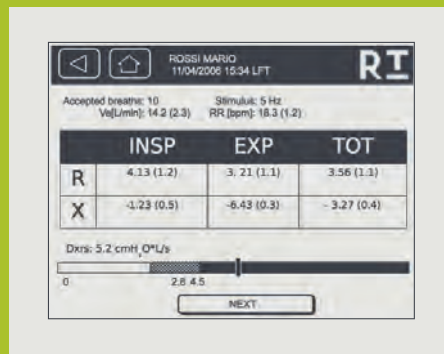 ROSSI MARIO
11/04/2006 15:34 LFT
RT
Accepted breaths: 10 Stimulus: 5 Hz
Ve[L/min]: 14.2 (2.3) RR [bpm]: 18.3 (1.2)
INSP EXP TOT
R 4.13 (1.2) 3. 21 (1.1) 3.56 (1.1)
X -1.23 (0.5) -6.43 (0.3) - 3.27 (0.4)
Dxrs: 5.2 cmH2O*L/s
0 2.8 4.5
NEXT